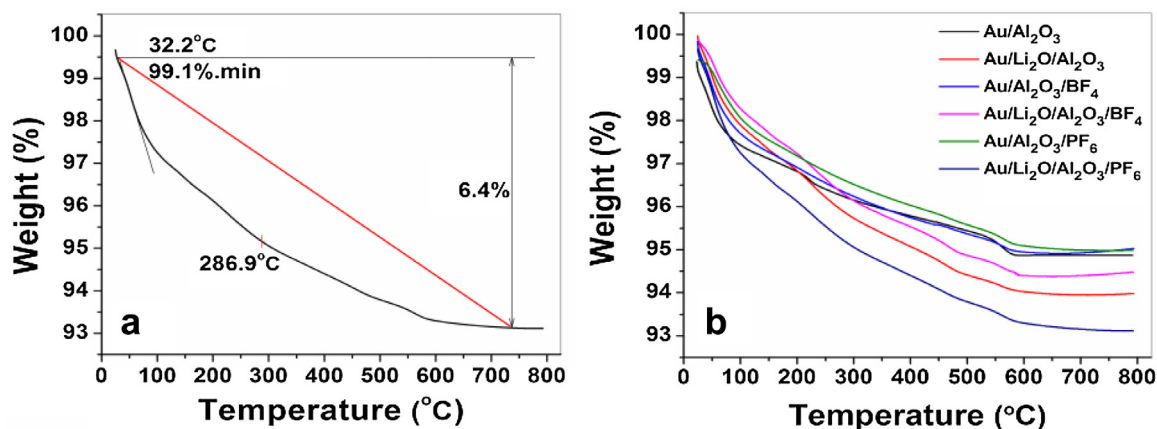 100
99
98
97
96
95
94
93
Weight (%)
32.2°C
99.1%.min
6.4%
286.9°C
a
0 100 200 300 400 500 600 700 800
Temperature (°C)
100
99
98
97
96
95
94
93
Weight (%)
Au/Al₂O₃
Au/Li₂O/Al₂O₃
Au/Al₂O₃/BF₄
Au/Li₂O/Al₂O₃/BF₄
Au/Al₂O₃/PF₆
Au/Li₂O/Al₂O₃/PF₆
b
0 100 200 300 400 500 600 700 800
Temperature (°C)